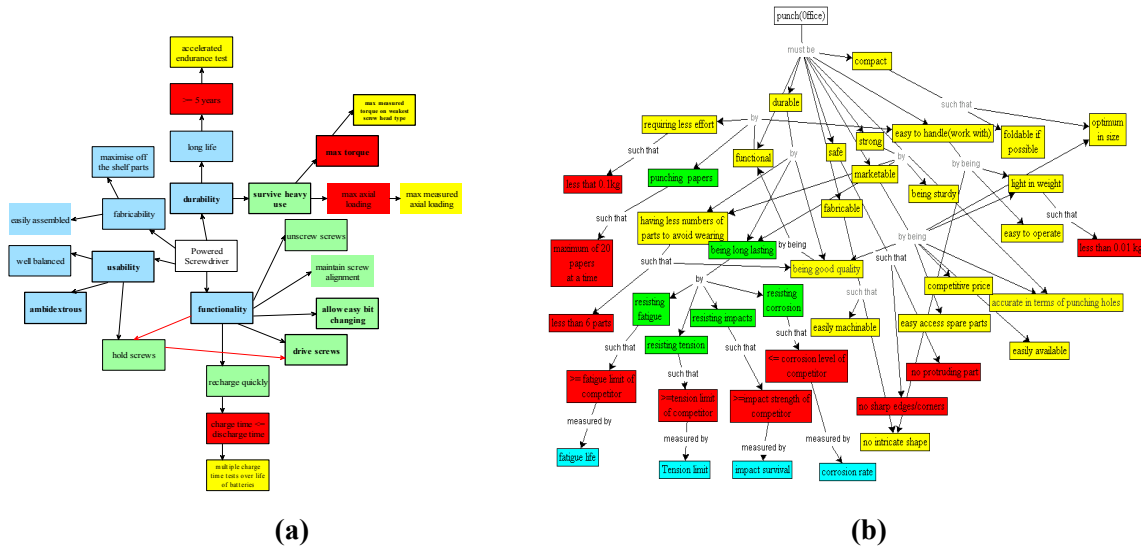 accelerated
endurance test
>= 5 years
long life
maximise off
the shelf parts
fabricability
easily assembled
durability
survive heavy
use
max measured
torque on weakest
screw head type
max torque
max axial
loading
max measured
axial loading
well balanced
usability
Powered
Screwdriver
unscrew screws
maintain screw
alignment
ambidextrous
functionality
allow easy bit
changing
hold screws
drive screws
recharge quickly
charge time <=
discharge time
multiple charge
time tests over life
of batteries
(a)
punch(Office)
must be
compact
durable
such that
requiring less effort
by
easy to handle(work with)
foldable if
possible
optimum
in size
such that
functional
by
safe
strong
by
by being
less that 0.1kg
punching papers
marketable
being sturdy
light in weight
such that
having less numbers of
parts to avoid wearing
fabricable
such that
maximum of 20
papers
at a time
being long lasting
by being
by being
easy to operate
less than 0.01 kg
such that
such that
by
being good quality
competitive price
accurate in terms of punching holes
less than 6 parts
resisting
fatigue
resisting impacts
resisting
corrosion
such that
easily machinable
easy access spare parts
resisting tension
easily available
such that
such that
such that
such that
<= corrosion level of
competitor
no protruding part
>= fatigue limit of
competitor
>=tension limit
of competitor
>=impact strength of
competitor
no sharp edges/corners
measured by
measured by
measured by
measured by
no intricate shape
fatigue life
Tension limit
impact survival
corrosion rate
(b)